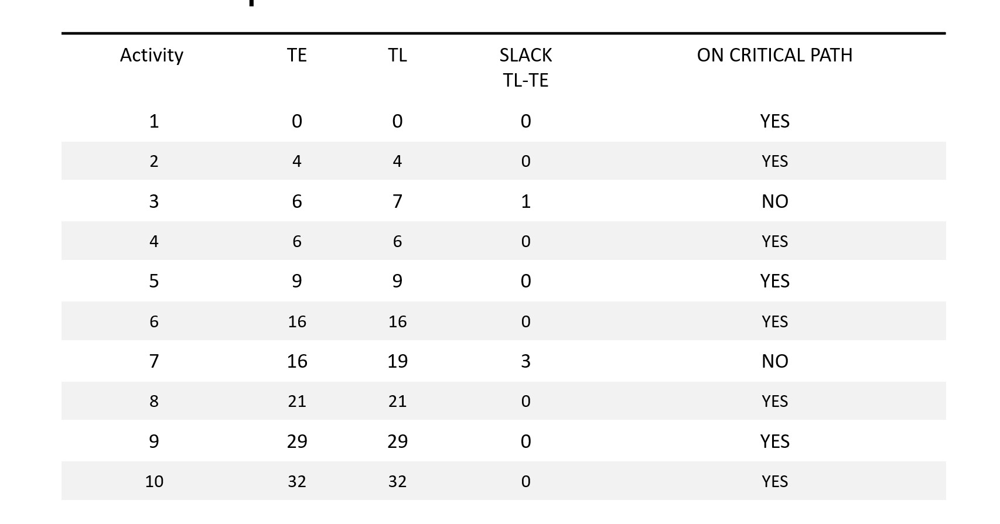 Activity TE TL SLACK ON CRITICAL PATH
TL-TE
1 0 0 0 YES
2 4 4 0 YES
3 6 7 1 NO
4 6 6 0 YES
5 9 9 0 YES
6 16 16 0 YES
7 16 19 3 NO
8 21 21 0 YES
9 29 29 0 YES
10 32 32 0 YES